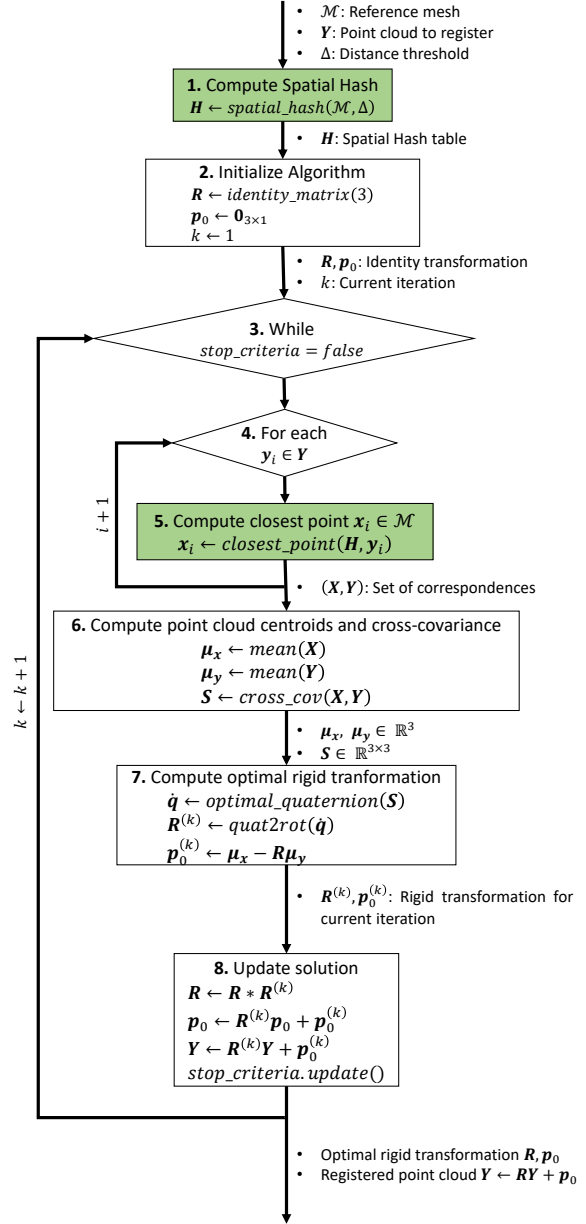 • ℳ: Reference mesh
• Y: Point cloud to register
• Δ: Distance threshold
1. Compute Spatial Hash
H ← spatial_hash(ℳ, Δ)
• H: Spatial Hash table
2. Initialize Algorithm
R ← identity_matrix(3)
p₀ ← 0₃ₓ₁
k ← 1
• R, p₀: Identity transformation
• k: Current iteration
3. While
stop_criteria = false
4. For each
yᵢ ∈ Y
i + 1
5. Compute closest point xᵢ ∈ ℳ
xᵢ ← closest_point(H, yᵢ)
• (X, Y): Set of correspondences
6. Compute point cloud centroids and cross-covariance
μₓ ← mean(X)
μ_y ← mean(Y)
S ← cross_cov(X, Y)
k ← k + 1
• μₓ, μ_y ∈ ℝ³
• S ∈ ℝ³ˣ³
7. Compute optimal rigid tranformation
q̇ ← optimal_quaternion(S)
R⁽ᵏ⁾ ← quat2rot(q̇)
p₀⁽ᵏ⁾ ← μₓ − Rμ_y
• R⁽ᵏ⁾, p₀⁽ᵏ⁾: Rigid transformation for
current iteration
8. Update solution
R ← R ∗ R⁽ᵏ⁾
p₀ ← R⁽ᵏ⁾p₀ + p₀⁽ᵏ⁾
Y ← R⁽ᵏ⁾Y + p₀⁽ᵏ⁾
stop_criteria.update()
• Optimal rigid transformation R, p₀
• Registered point cloud Y ← RY + p₀